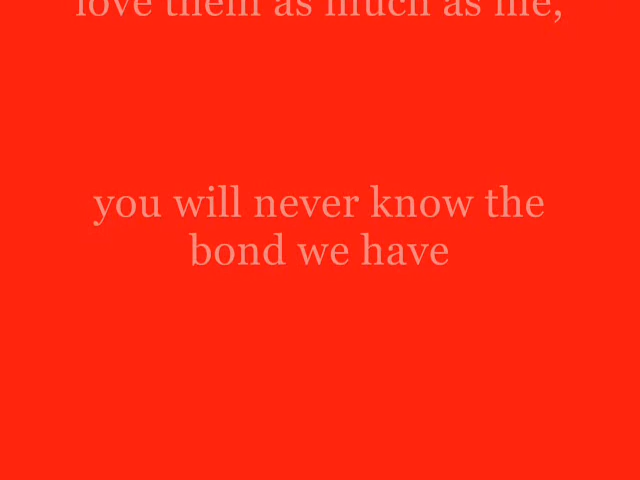 love them as much as me,
you will never know the
bond we have